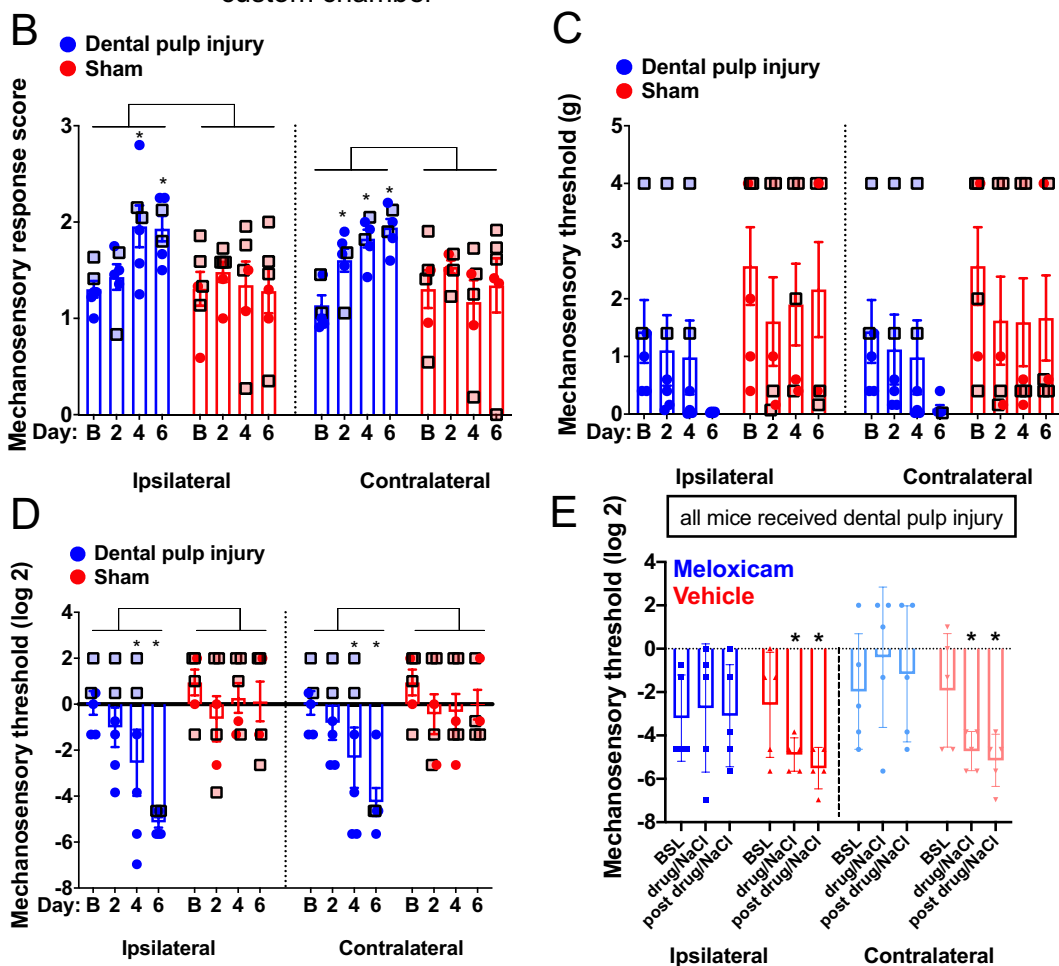 custom chamber
B
Dental pulp injury
Sham
Mechanosensory response score
3
2
1
0
* * * * *
Day: B 2 4 6 B 2 4 6 B 2 4 6 B 2 4 6
Ipsilateral Contralateral
C
Dental pulp injury
Sham
Mechanosensory threshold (g)
5
4
3
2
1
0
Day: B 2 4 6 B 2 4 6 B 2 4 6 B 2 4 6
Ipsilateral Contralateral
D
Dental pulp injury
Sham
Mechanosensory threshold (log 2)
4
2
0
-2
-4
-6
-8
* * * *
Day: B 2 4 6 B 2 4 6 B 2 4 6 B 2 4 6
Ipsilateral Contralateral
E
all mice received dental pulp injury
Mechanosensory threshold (log 2)
Meloxicam
Vehicle
4
2
0
-2
-4
-6
-8
* * * *
BSL
drug/NaCl
post drug/NaCl
BSL
drug/NaCl
post drug/NaCl
BSL
drug/NaCl
post drug/NaCl
BSL
drug/NaCl
post drug/NaCl
Ipsilateral Contralateral